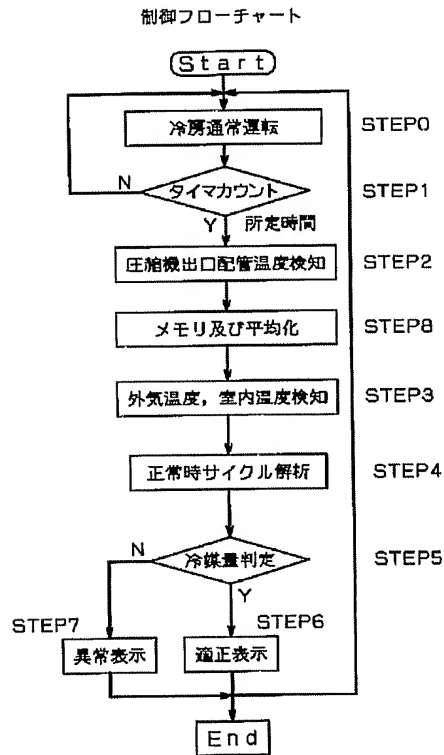 制御フローチャート
Start
冷房通常運転
STEP0
N
タイマカウント
STEP1
Y
所定時間
圧縮機出口配管温度検知
STEP2
メモリ及び平均化
STEP8
外気温度，室内温度検知
STEP3
正常時サイクル解析
STEP4
N
冷媒量判定
STEP5
Y
STEP7
STEP6
異常表示
適正表示
End